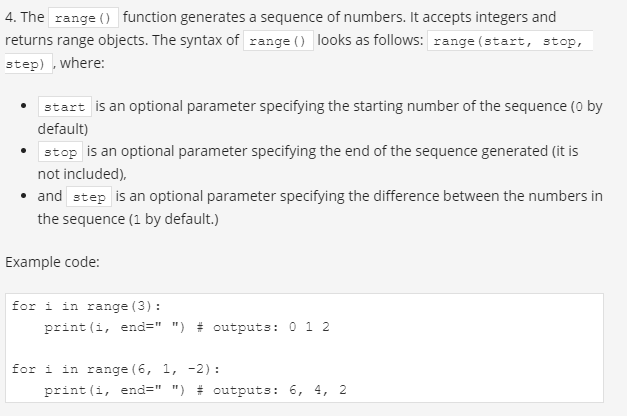 4. The range() function generates a sequence of numbers. It accepts integers and
returns range objects. The syntax of range() looks as follows: range(start, stop,
step), where:
• start is an optional parameter specifying the starting number of the sequence (0 by
default)
• stop is an optional parameter specifying the end of the sequence generated (it is
not included),
• and step is an optional parameter specifying the difference between the numbers in
the sequence (1 by default.)
Example code:
for i in range(3):
    print(i, end=" ") # outputs: 0 1 2
for i in range(6, 1, -2):
    print(i, end=" ") # outputs: 6, 4, 2